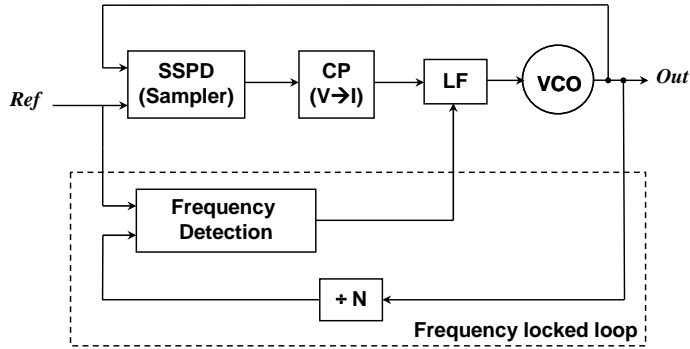 SSPD
(Sampler)
CP
(V→I)
LF
VCO
Out
Ref
Frequency
Detection
÷ N
Frequency locked loop